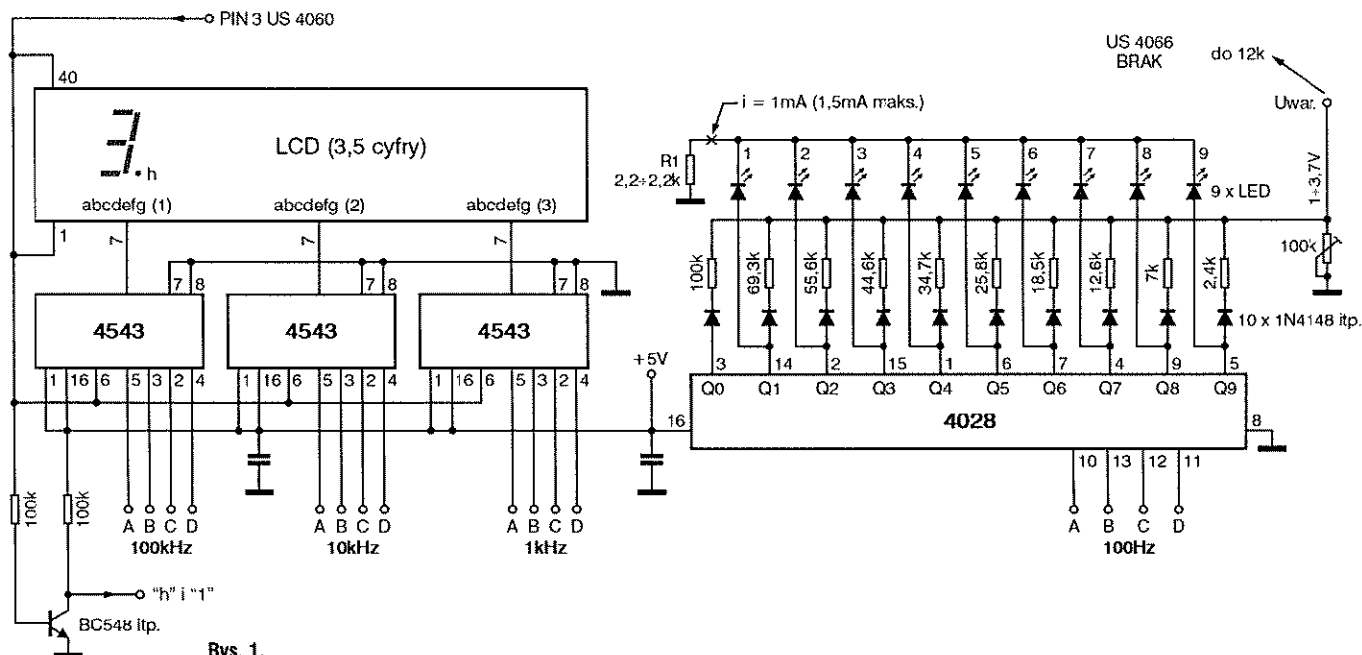 PIN 3 US 4060
US 4066
BRAK
do 12k
Uwar.
40
i = 1mA (1,5mA maks.)
3.h
LCD (3,5 cyfry)
R1
2,2÷2,2k
1 2 3 4 5 6 7 8 9
9 x LED
1÷3,7V
abcdefg (1) abcdefg (2) abcdefg (3)
1 7 7 7
100k
100k 69,3k 55,6k 44,6k 34,7k 25,8k 18,5k 12,6k 7k 2,4k
7 8 7 8 7 8
4543 4543 4543
10 x 1N4148 itp.
+5V
3 14 2 15 1 6 7 4 9 5
Q0 Q1 Q2 Q3 Q4 Q5 Q6 Q7 Q8 Q9
1 16 6 5 3 2 4 1 16 6 5 3 2 4 1 16 6 5 3 2 4
16 4028 8
10 13 12 11
100k 100k
A B C D A B C D A B C D A B C D
100kHz 10kHz 1kHz 100Hz
"h" i "1"
BC548 itp.
Rys. 1.